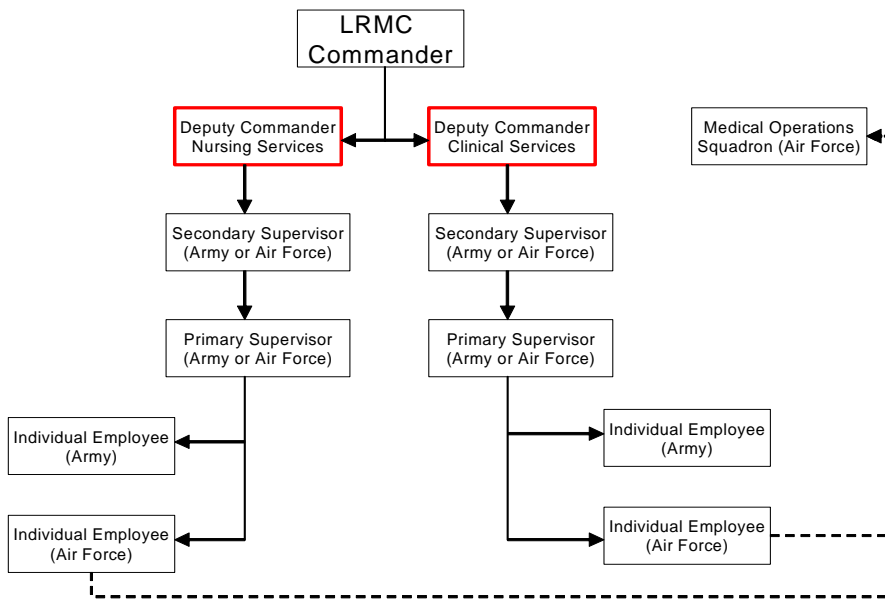 LRMC
Commander
Deputy Commander
Nursing Services
Deputy Commander
Clinical Services
Medical Operations
Squadron (Air Force)
Secondary Supervisor
(Army or Air Force)
Secondary Supervisor
(Army or Air Force)
Primary Supervisor
(Army or Air Force)
Primary Supervisor
(Army or Air Force)
Individual Employee
(Army)
Individual Employee
(Army)
Individual Employee
(Air Force)
Individual Employee
(Air Force)